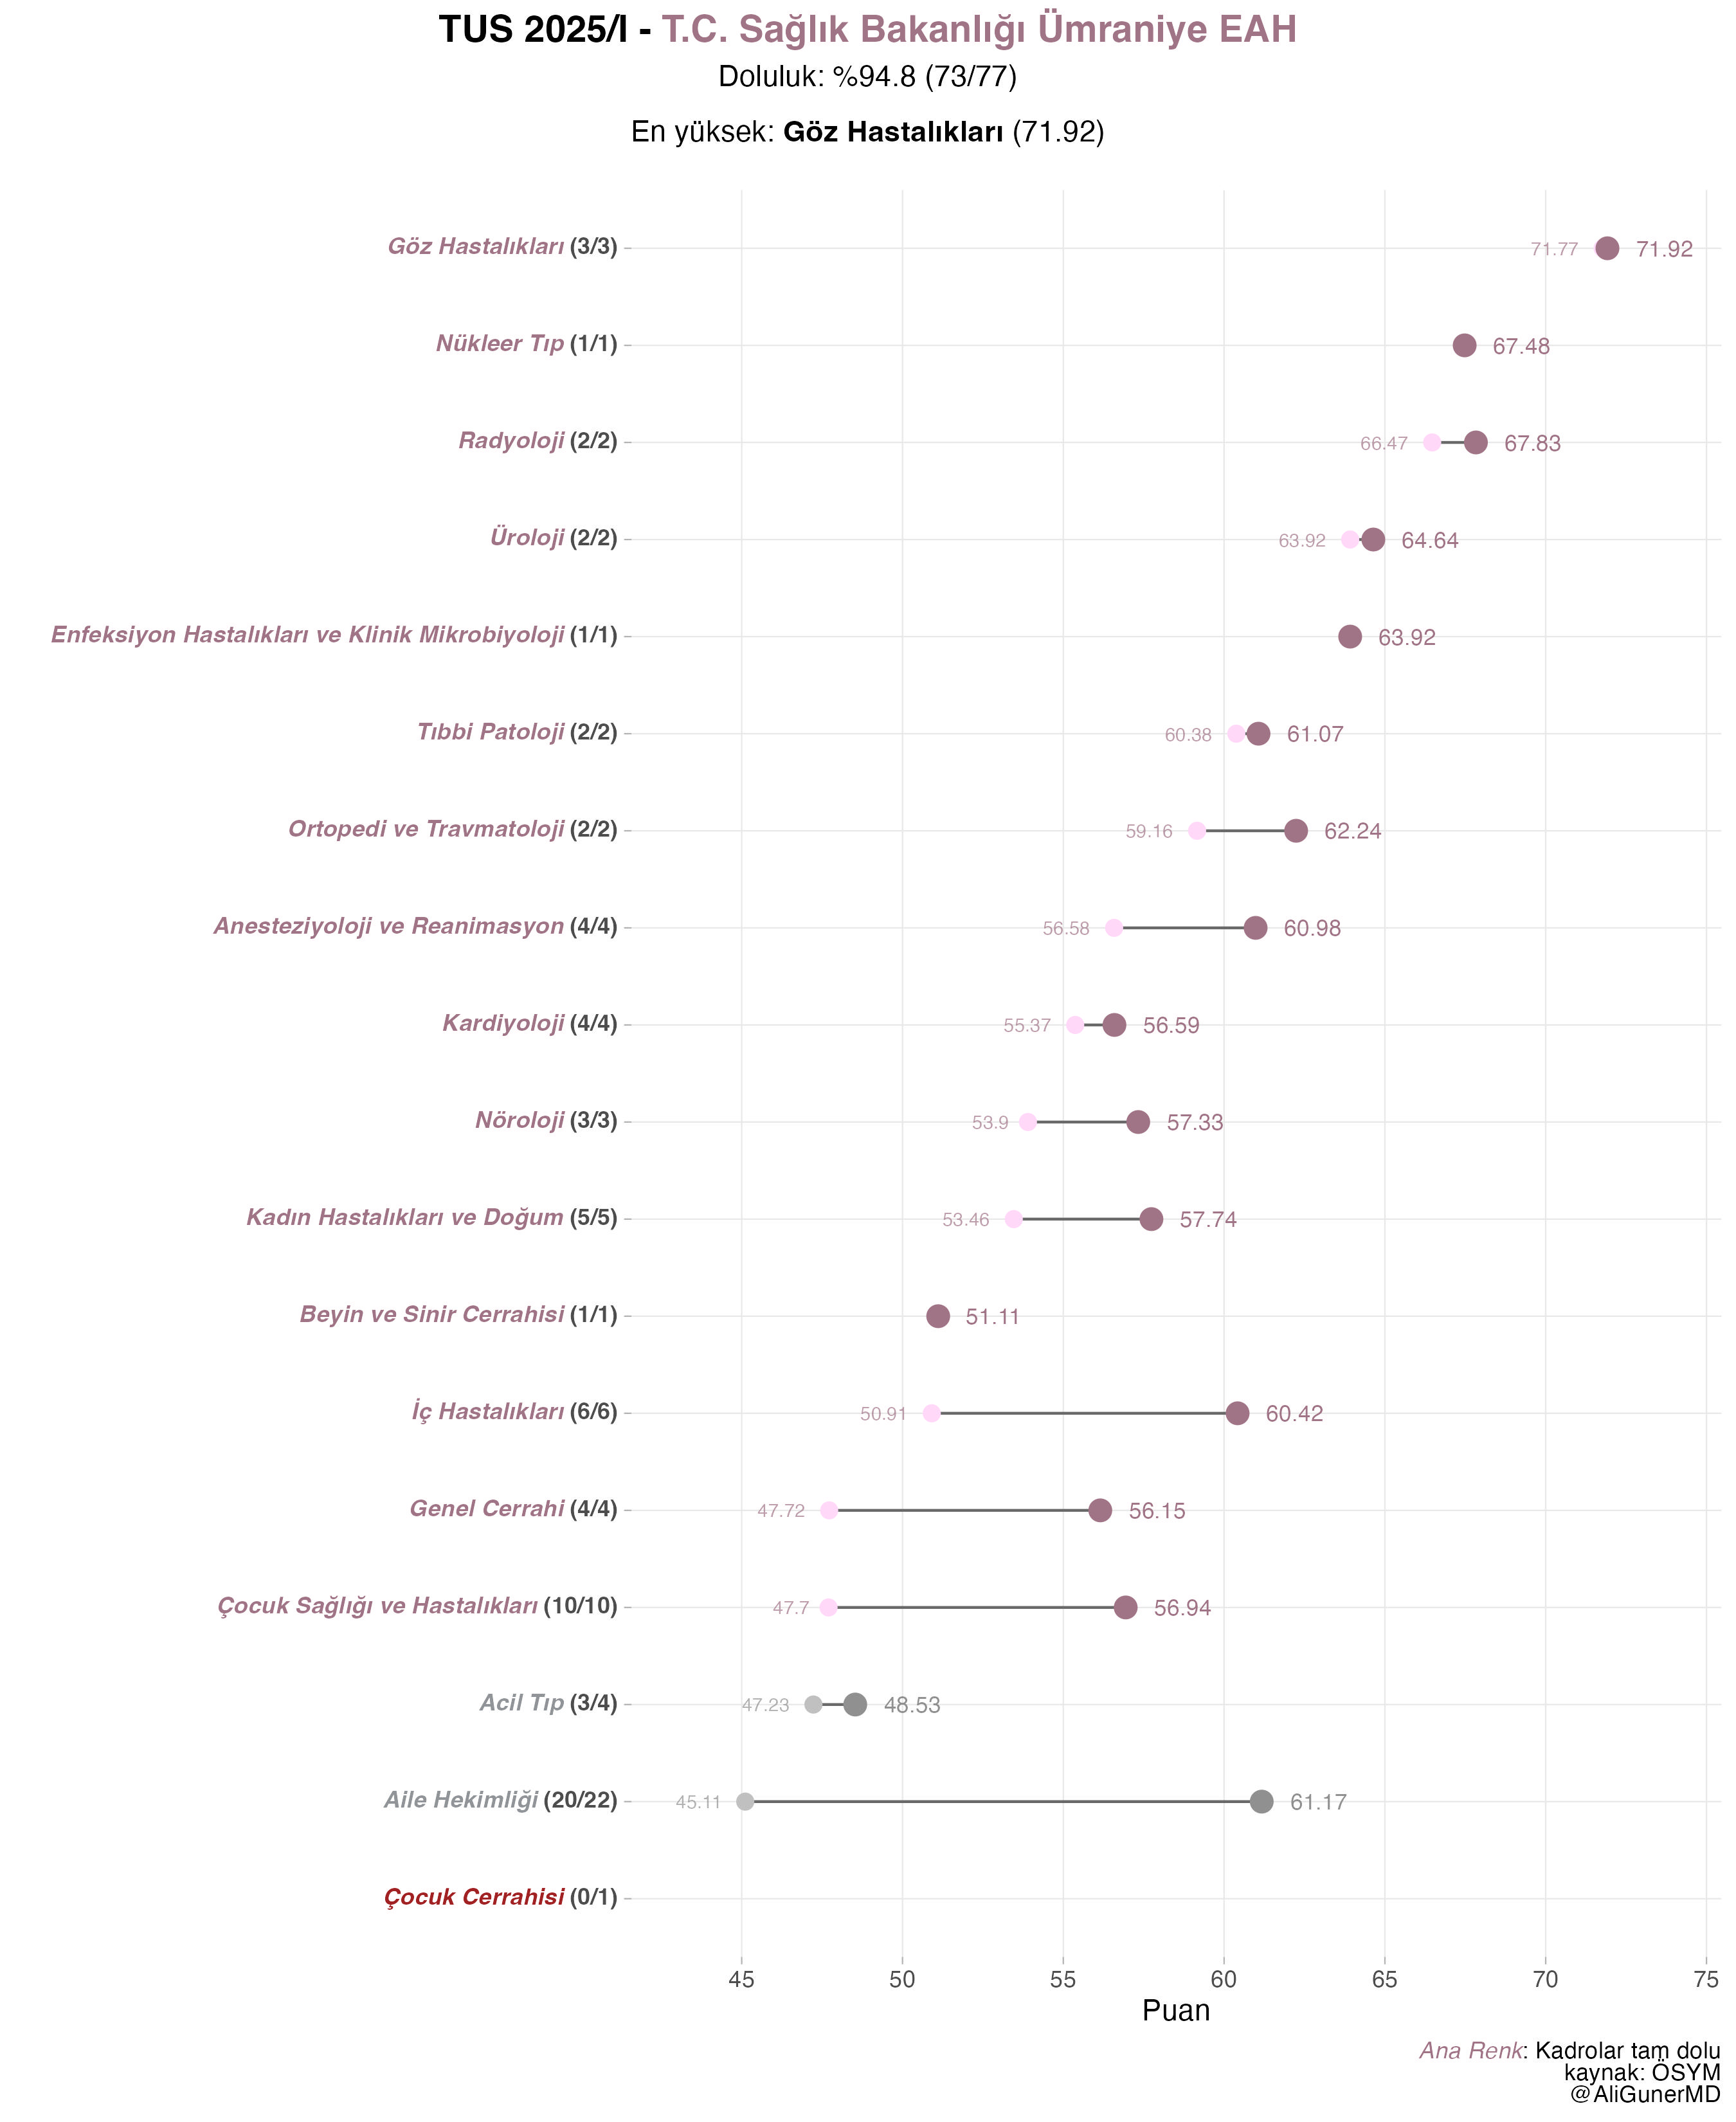 TUS 2025/I - T.C. Sağlık Bakanlığı Ümraniye EAH
Doluluk: %94.8 (73/77)
En yüksek: Göz Hastalıkları (71.92)
Göz Hastalıkları (3/3) 71.77 71.92
Nükleer Tıp (1/1) 67.48
Radyoloji (2/2) 66.47 67.83
Üroloji (2/2) 63.92 64.64
Enfeksiyon Hastalıkları ve Klinik Mikrobiyoloji (1/1) 63.92
Tıbbi Patoloji (2/2) 60.38 61.07
Ortopedi ve Travmatoloji (2/2) 59.16 62.24
Anesteziyoloji ve Reanimasyon (4/4) 56.58 60.98
Kardiyoloji (4/4) 55.37 56.59
Nöroloji (3/3) 53.9 57.33
Kadın Hastalıkları ve Doğum (5/5) 53.46 57.74
Beyin ve Sinir Cerrahisi (1/1) 51.11
İç Hastalıkları (6/6) 50.91 60.42
Genel Cerrahi (4/4) 47.72 56.15
Çocuk Sağlığı ve Hastalıkları (10/10) 47.7 56.94
Acil Tıp (3/4) 47.23 48.53
Aile Hekimliği (20/22) 45.11 61.17
Çocuk Cerrahisi (0/1)
45 50 55 60 65 70 75
Puan
Ana Renk: Kadrolar tam dolu
kaynak: ÖSYM
@AliGunerMD